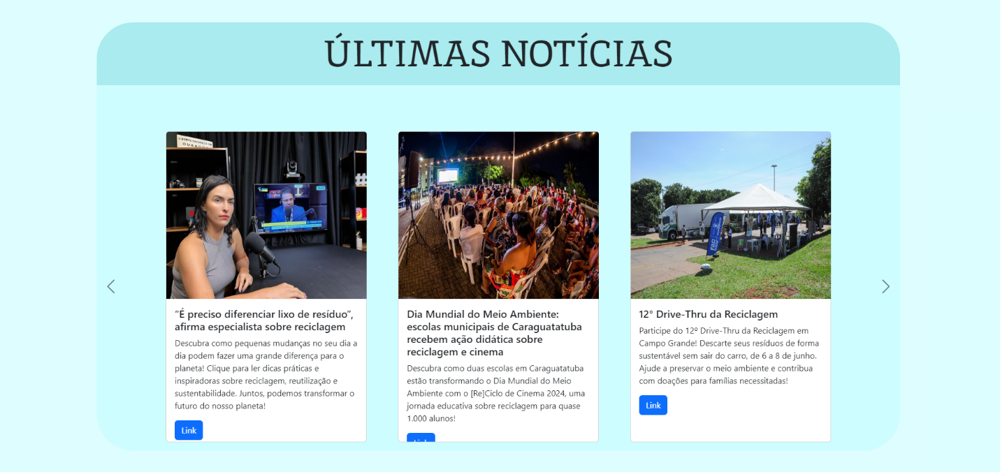 ÚLTIMAS NOTÍCIAS
“É preciso diferenciar lixo de resíduo”,
afirma especialista sobre reciclagem
Descubra como pequenas mudanças no seu dia a
dia podem fazer uma grande diferença para o
planeta! Clique para ler dicas práticas e
inspiradoras sobre reciclagem, reutilização e
sustentabilidade. Juntos, podemos transformar o
futuro do nosso planeta!
Link
Dia Mundial do Meio Ambiente:
escolas municipais de Caraguatatuba
recebem ação didática sobre
reciclagem e cinema
Descubra como duas escolas em Caraguatatuba
estão transformando o Dia Mundial do Meio
Ambiente com o [Re]Ciclo de Cinema 2024, uma
jornada educativa sobre reciclagem para quase
1.000 alunos!
Link
12° Drive-Thru da Reciclagem
Participe do 12º Drive-Thru da Reciclagem em
Campo Grande! Descarte seus resíduos de forma
sustentável sem sair do carro, de 6 a 8 de junho.
Ajude a preservar o meio ambiente e contribua
com doações para famílias necessitadas!
Link